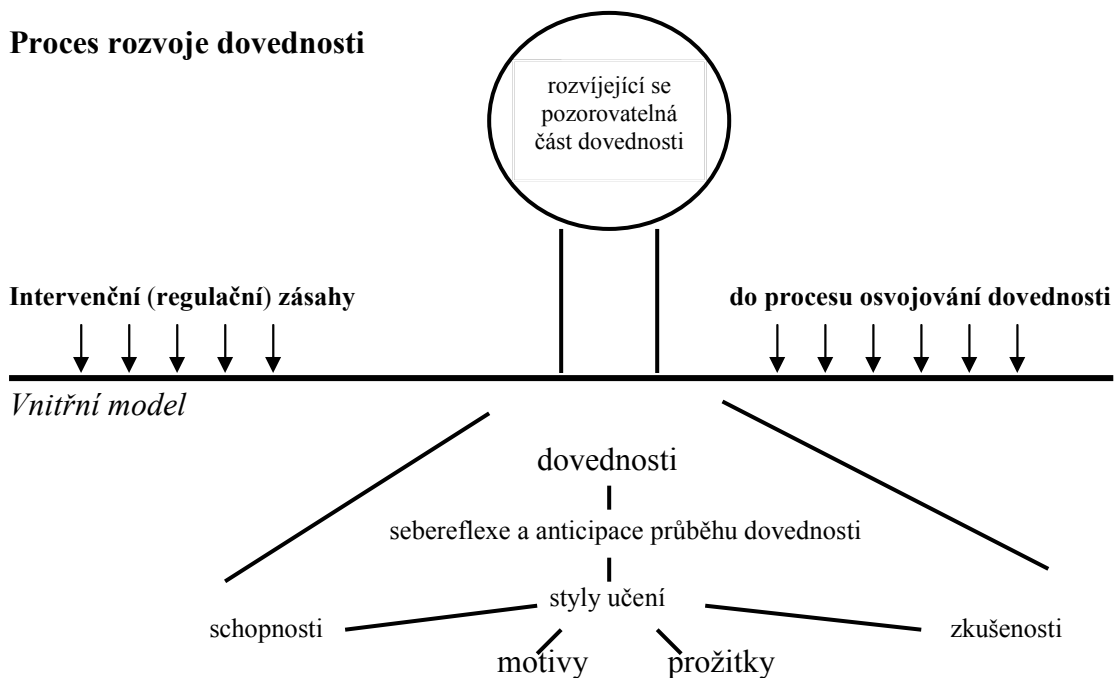 Proces rozvoje dovednosti
rozvíjející se
pozorovatelná
část dovednosti
Intervenční (regulační) zásahy
do procesu osvojování dovednosti
Vnitřní model
dovednosti
sebereflexe a anticipace průběhu dovednosti
styly učení
schopnosti
zkušenosti
motivy
prožitky